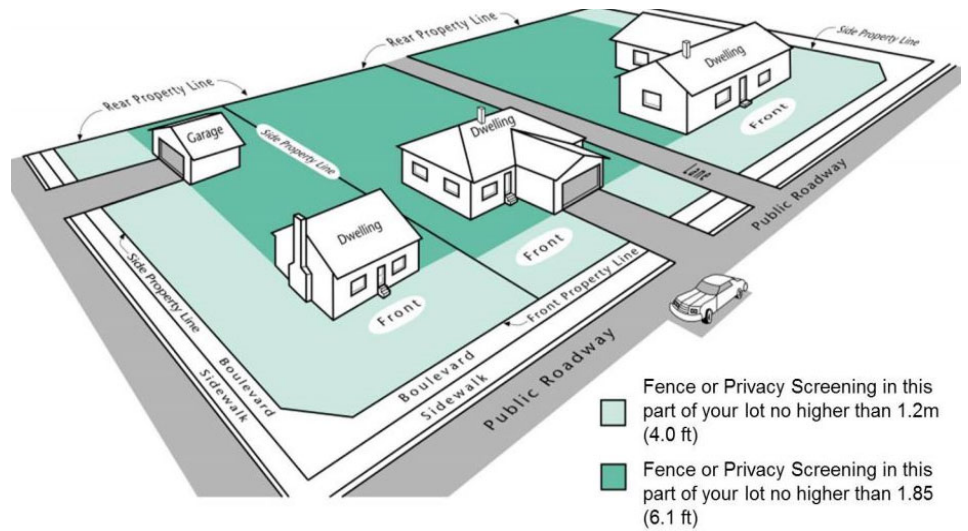 Rear Property Line
Rear Property Line
Side Property Line
Dwelling
Garage
Side Property Line
Dwelling
Front
Lane
Public Roadway
Dwelling
Front
Front
Front Property Line
Side Property Line
Boulevard
Sidewalk
Boulevard
Sidewalk
Public Roadway
Fence or Privacy Screening in this
part of your lot no higher than 1.2m
(4.0 ft)
Fence or Privacy Screening in this
part of your lot no higher than 1.85
(6.1 ft)